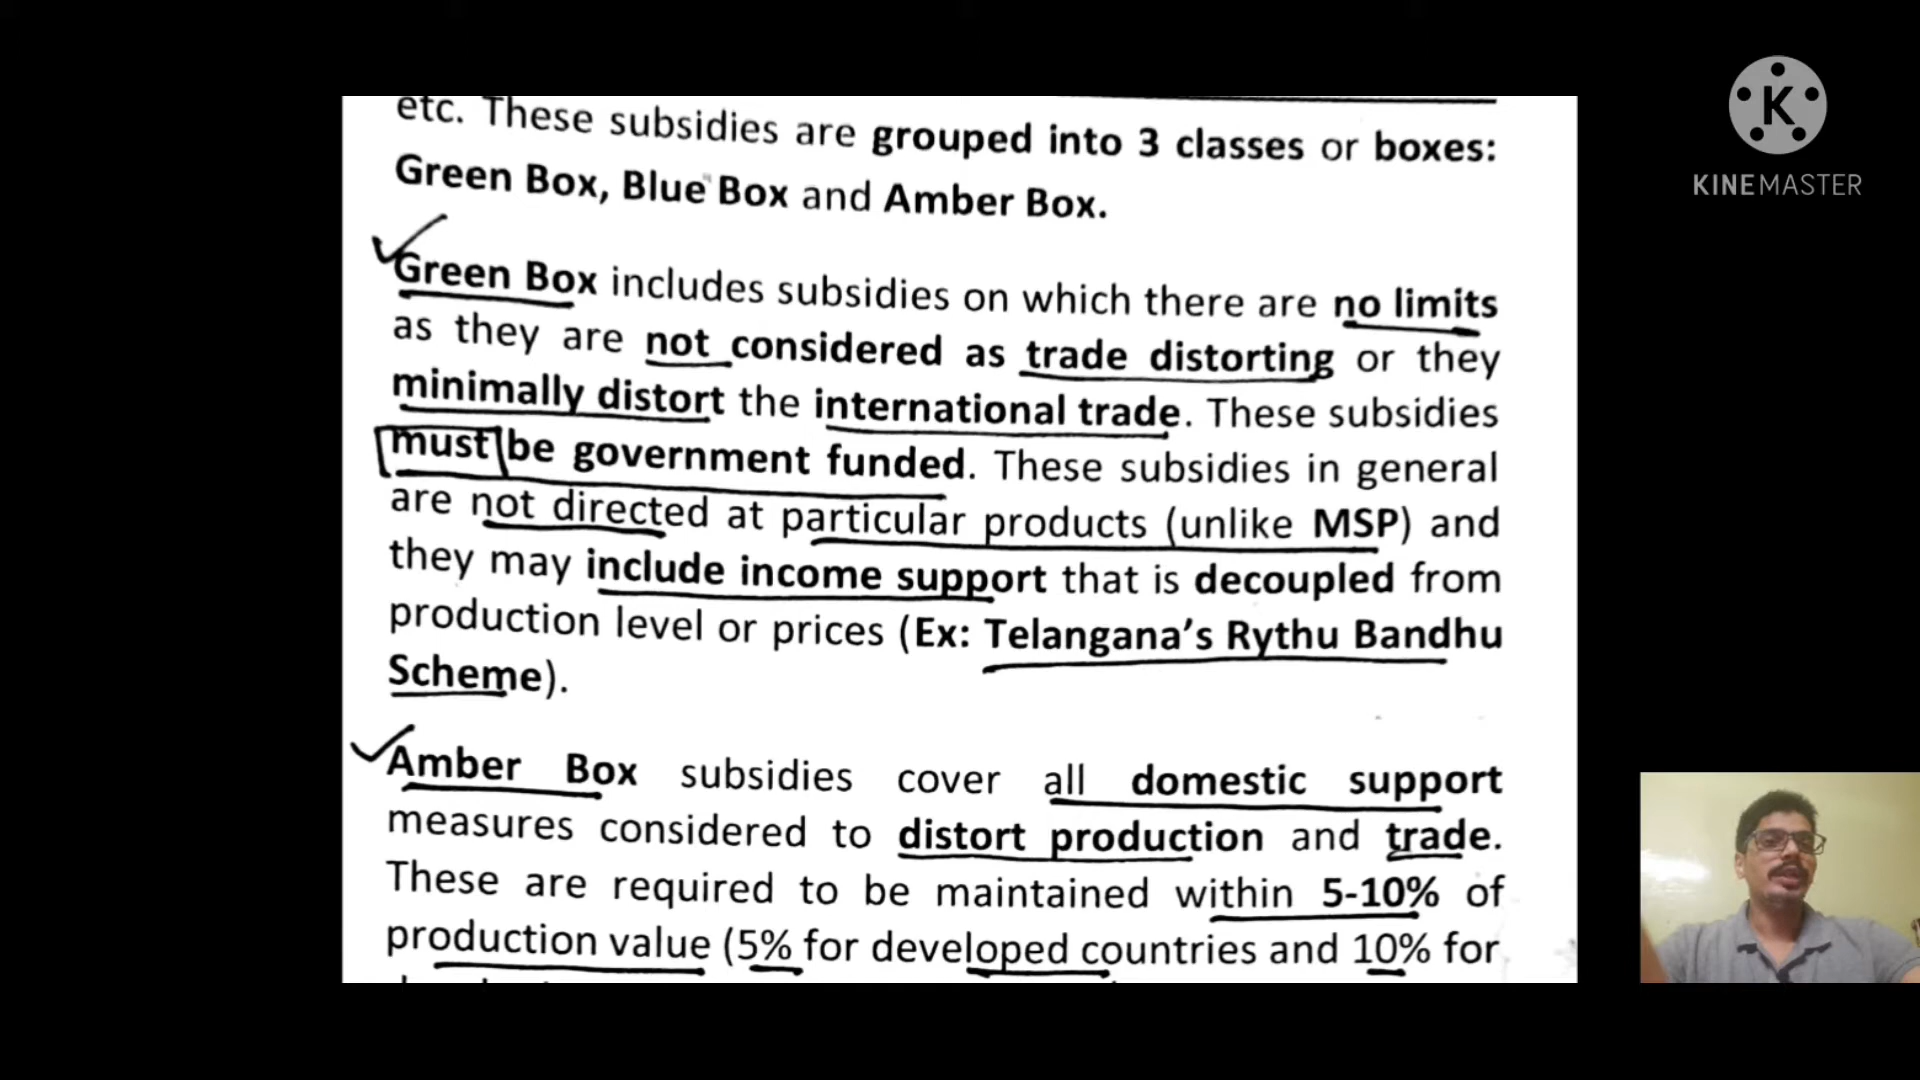 etc. These subsidies are grouped into 3 classes or boxes:
Green Box, Blue Box and Amber Box.
Green Box includes subsidies on which there are no limits
as they are not considered as trade distorting or they
minimally distort the international trade. These subsidies
must be government funded. These subsidies in general
are not directed at particular products (unlike MSP) and
they may include income support that is decoupled from
production level or prices (Ex: Telangana's Rythu Bandhu
Scheme).
Amber Box subsidies cover all domestic support
measures considered to distort production and trade.
These are required to be maintained within 5-10% of
production value (5% for developed countries and 10% for
K
KINEMASTER